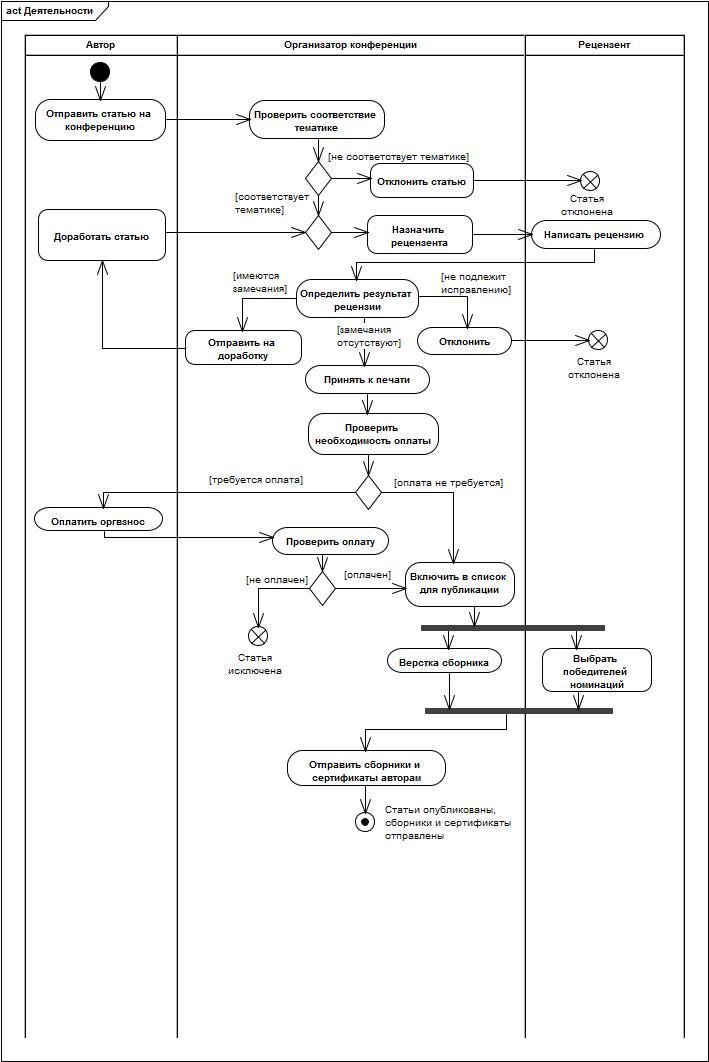 act Деятельности
Автор
Организатор конференции
Рецензент
Отправить статью на
конференцию
Проверить соответствие
тематике
[не соответствует тематике]
Отклонить статью
Статья
отклонена
[соответствует
тематике]
Доработать статью
Назначить
рецензента
Написать рецензию
[имеются
замечания]
Определить результат
рецензии
[не подлежит
исправлению]
Отправить на
доработку
[замечания
отсутствуют]
Отклонить
Статья
отклонена
Принять к печати
Проверить
необходимость оплаты
[требуется оплата]
[оплата не требуется]
Оплатить оргвзнос
Проверить оплату
[не оплачен]
[оплачен]
Включить в список
для публикации
Статья
исключена
Верстка сборника
Выбрать
победителей
номинаций
Отправить сборники и
сертификаты авторам
Статьи опубликованы,
сборники и сертификаты
отправлены